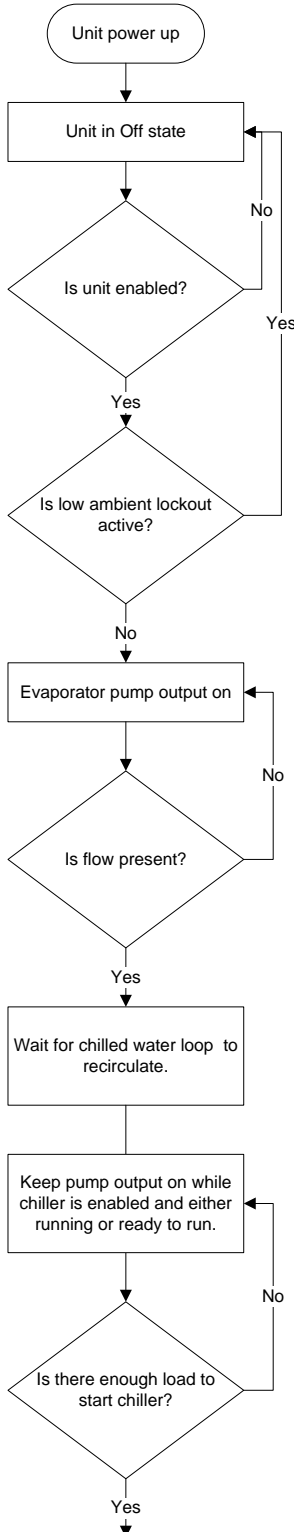 Unit power up
Unit in Off state
No
Is unit enabled?
Yes
Yes
Is low ambient lockout
active?
No
Evaporator pump output on
No
Is flow present?
Yes
Wait for chilled water loop to
recirculate.
Keep pump output on while
chiller is enabled and either
running or ready to run.
No
Is there enough load to
start chiller?
Yes